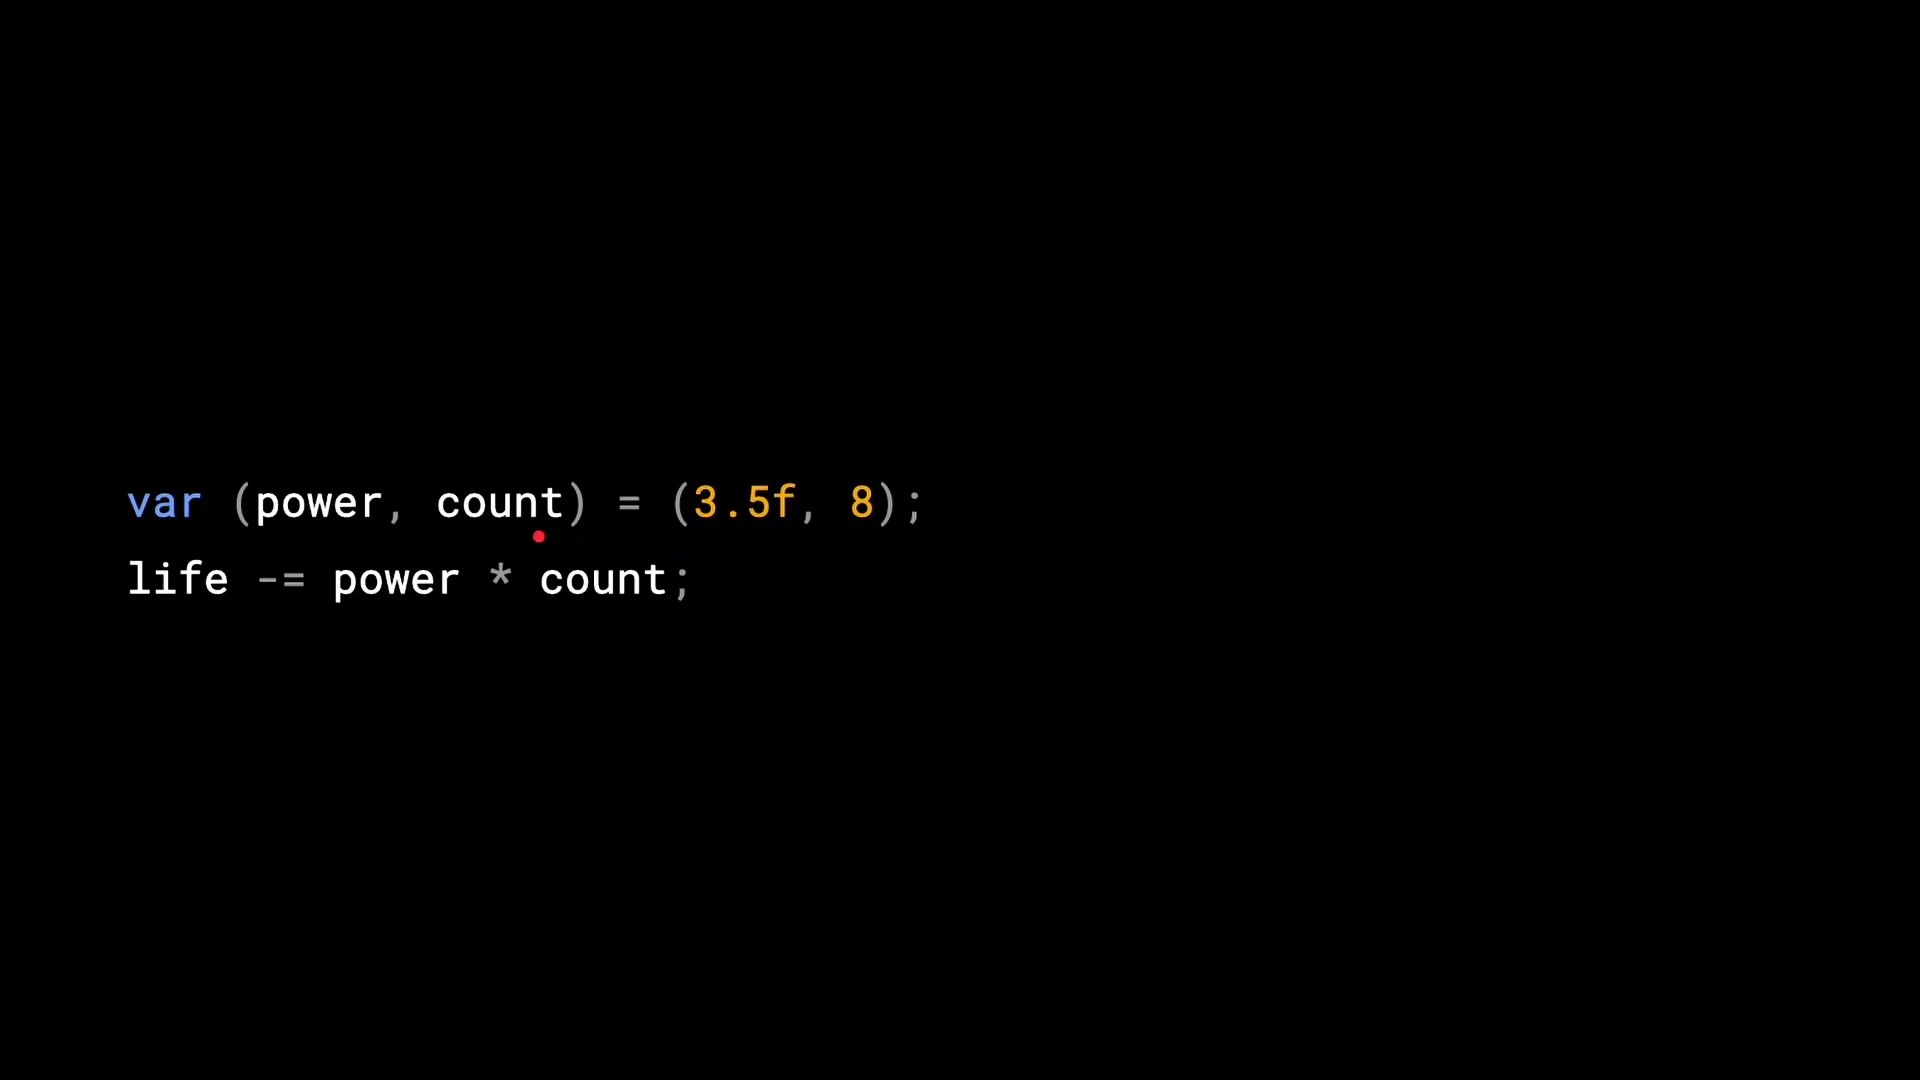 var (power, count) = (3.5f, 8);
life -= power * count;